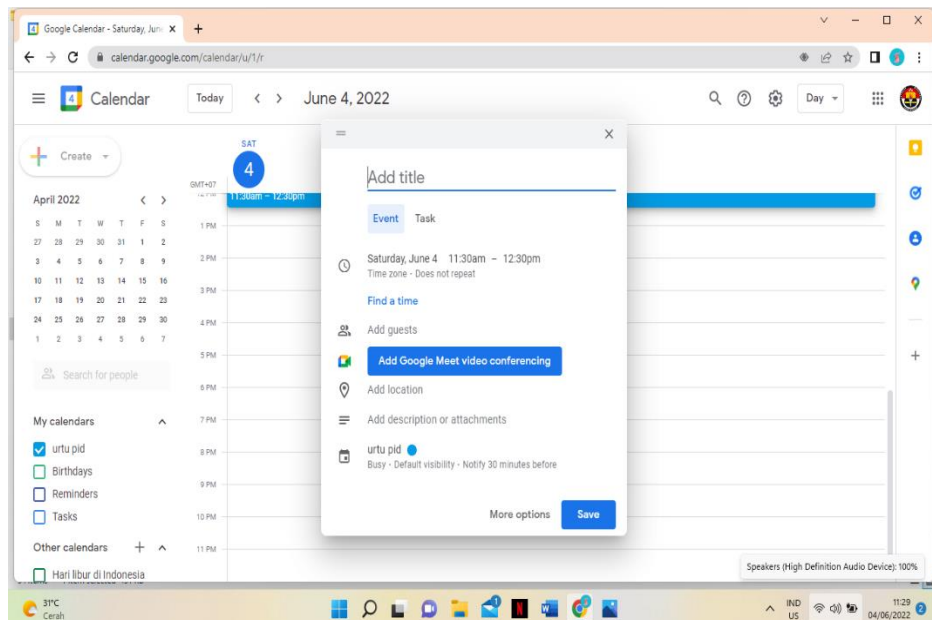 Google Calendar - Saturday, Jun
calendar.google.com/calendar/u/1/r
4 Calendar Today June 4, 2022 Day
Create
SAT
4
GMT+07
11:30am – 12:30pm
April 2022
S M T W T F S
27 28 29 30 31 1 2
3 4 5 6 7 8 9
10 11 12 13 14 15 16
17 18 19 20 21 22 23
24 25 26 27 28 29 30
1 2 3 4 5 6 7
Search for people
My calendars
urtu pid
Birthdays
Reminders
Tasks
Other calendars
Hari libur di Indonesia
1 PM
2 PM
3 PM
4 PM
5 PM
6 PM
7 PM
8 PM
9 PM
10 PM
11 PM
Add title
Event Task
Saturday, June 4 11:30am – 12:30pm
Time zone - Does not repeat
Find a time
Add guests
Add Google Meet video conferencing
Add location
Add description or attachments
urtu pid
Busy - Default visibility - Notify 30 minutes before
More options Save
Speakers (High Definition Audio Device): 100%
31°C
Cerah
IND
US
11:29
04/06/2022
2